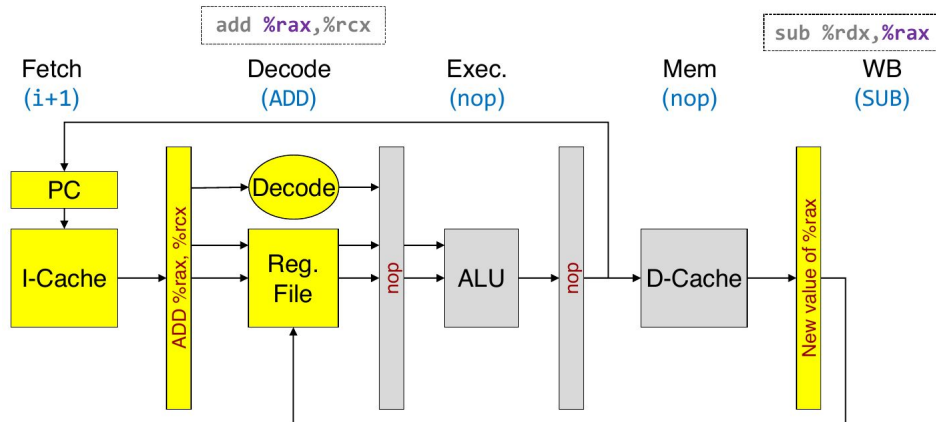 add %rax,%rcx
sub %rdx,%rax
Fetch
(i+1)
Decode
(ADD)
Exec.
(nop)
Mem
(nop)
WB
(SUB)
PC
I-Cache
ADD %rax, %rcx
Decode
Reg.
File
nop
ALU
nop
D-Cache
New value of %rax